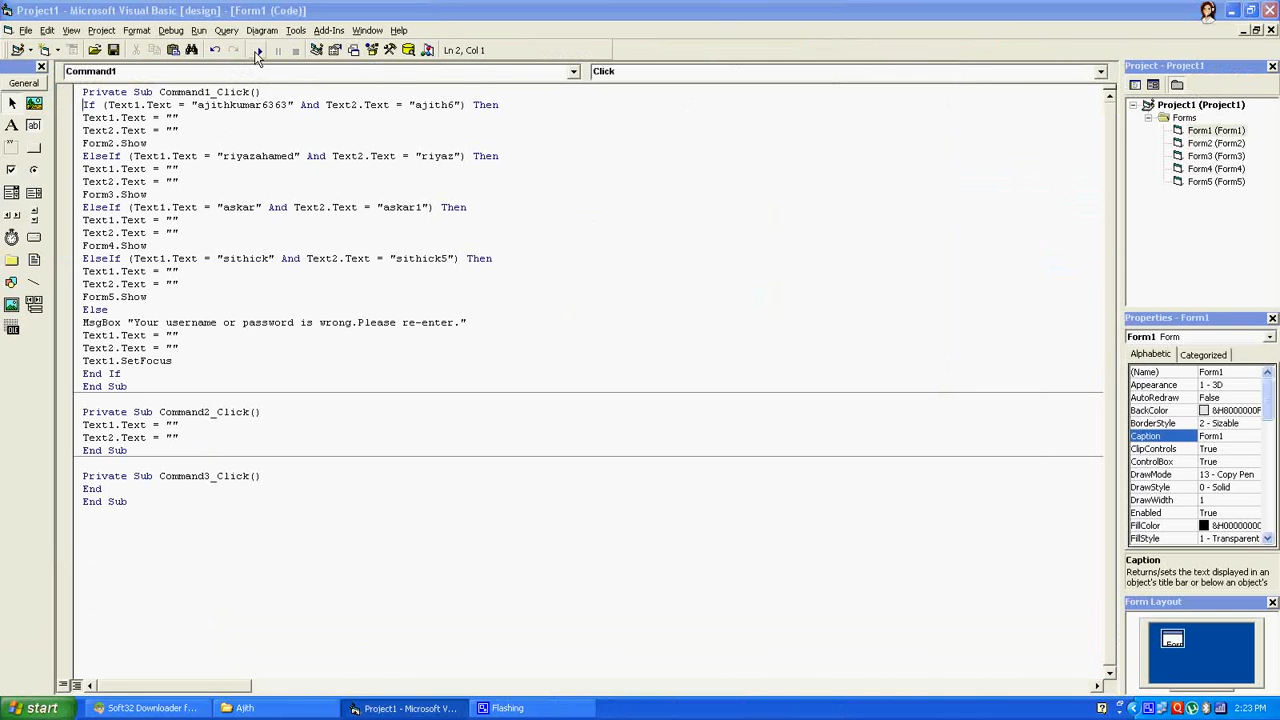 Project1 - Microsoft Visual Basic [design] - [Form1 (Code)]
File Edit View Project Format Debug Run Query Diagram Tools Add-Ins Window Help
Ln 2, Col 1
General
Command1
Click
Private Sub Command1_Click()
If (Text1.Text = "ajithkumar6363" And Text2.Text = "ajith6") Then
Text1.Text = ""
Text2.Text = ""
Form2.Show
ElseIf (Text1.Text = "riyazahamed" And Text2.Text = "riyaz") Then
Text1.Text = ""
Text2.Text = ""
Form3.Show
ElseIf (Text1.Text = "askar" And Text2.Text = "askar1") Then
Text1.Text = ""
Text2.Text = ""
Form4.Show
ElseIf (Text1.Text = "sithick" And Text2.Text = "sithick5") Then
Text1.Text = ""
Text2.Text = ""
Form5.Show
Else
MsgBox "Your username or password is wrong.Please re-enter."
Text1.Text = ""
Text2.Text = ""
Text1.SetFocus
End If
End Sub
Private Sub Command2_Click()
Text1.Text = ""
Text2.Text = ""
End Sub
Private Sub Command3_Click()
End
End Sub
Project - Project1
Project1 (Project1)
Forms
Form1 (Form1)
Form2 (Form2)
Form3 (Form3)
Form4 (Form4)
Form5 (Form5)
Properties - Form1
Form1 Form
Alphabetic Categorized
(Name) Form1
Appearance 1 - 3D
AutoRedraw False
BackColor &H8000000F
BorderStyle 2 - Sizable
Caption Form1
ClipControls True
ControlBox True
DrawMode 13 - Copy Pen
DrawStyle 0 - Solid
DrawWidth 1
Enabled True
FillColor &H0000000
FillStyle 1 - Transparent
Caption
Returns/sets the text displayed in an
object's title bar or below an object's
Form Layout
start
Soft32 Downloader f...
Ajith
Project1 - Microsoft V...
Flashing
2:23 PM